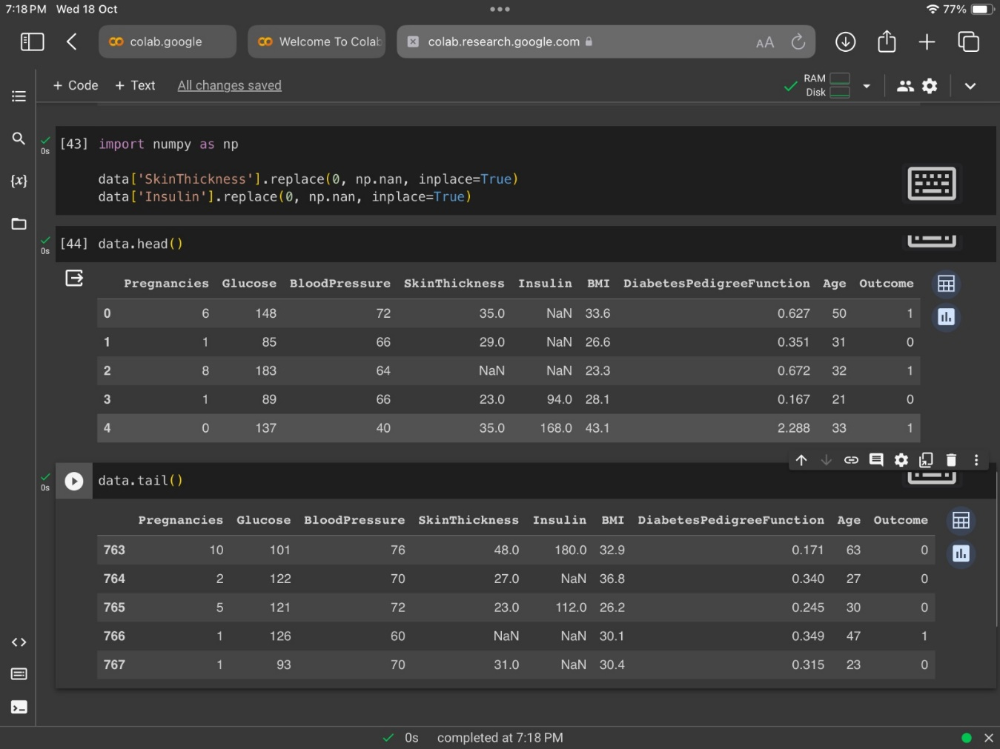 7:18 PM Wed 18 Oct
77%
colab.google
Welcome To Colab
colab.research.google.com
AA
+ Code + Text All changes saved
RAM
Disk
[43] import numpy as np
0s
{x}
data['SkinThickness'].replace(0, np.nan, inplace=True)
data['Insulin'].replace(0, np.nan, inplace=True)
[44] data.head()
0s
Pregnancies Glucose BloodPressure SkinThickness Insulin BMI DiabetesPedigreeFunction Age Outcome
0 6 148 72 35.0 NaN 33.6 0.627 50 1
1 1 85 66 29.0 NaN 26.6 0.351 31 0
2 8 183 64 NaN NaN 23.3 0.672 32 1
3 1 89 66 23.0 94.0 28.1 0.167 21 0
4 0 137 40 35.0 168.0 43.1 2.288 33 1
data.tail()
0s
Pregnancies Glucose BloodPressure SkinThickness Insulin BMI DiabetesPedigreeFunction Age Outcome
763 10 101 76 48.0 180.0 32.9 0.171 63 0
764 2 122 70 27.0 NaN 36.8 0.340 27 0
765 5 121 72 23.0 112.0 26.2 0.245 30 0
766 1 126 60 NaN NaN 30.1 0.349 47 1
767 1 93 70 31.0 NaN 30.4 0.315 23 0
0s completed at 7:18 PM